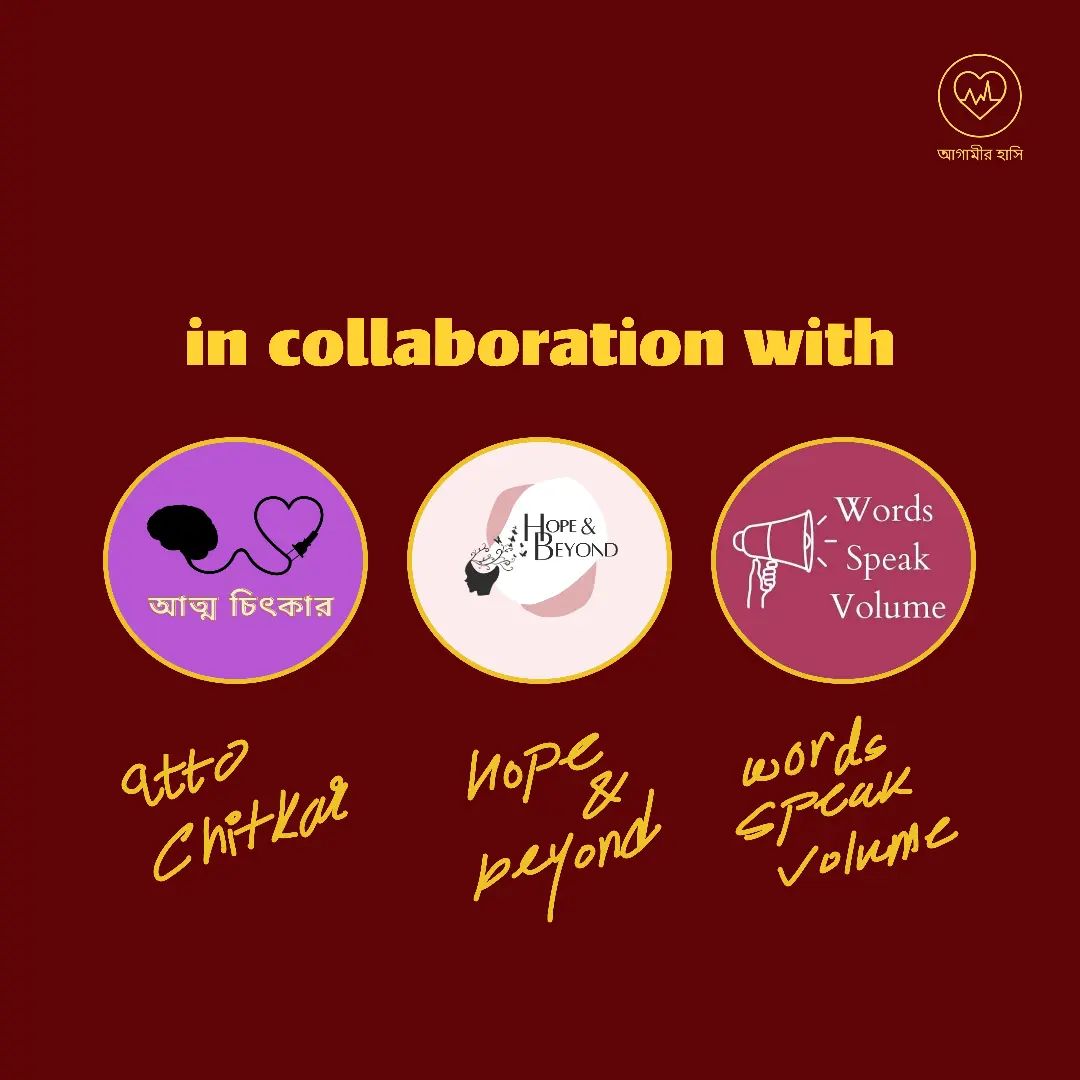 আগামীর হাসি
in collaboration with
আত্ম চিৎকার
HOPE &
BEYOND
Words
Speak
Volume
atto
Chitkar
Hope
&
beyond
words
speak
volume